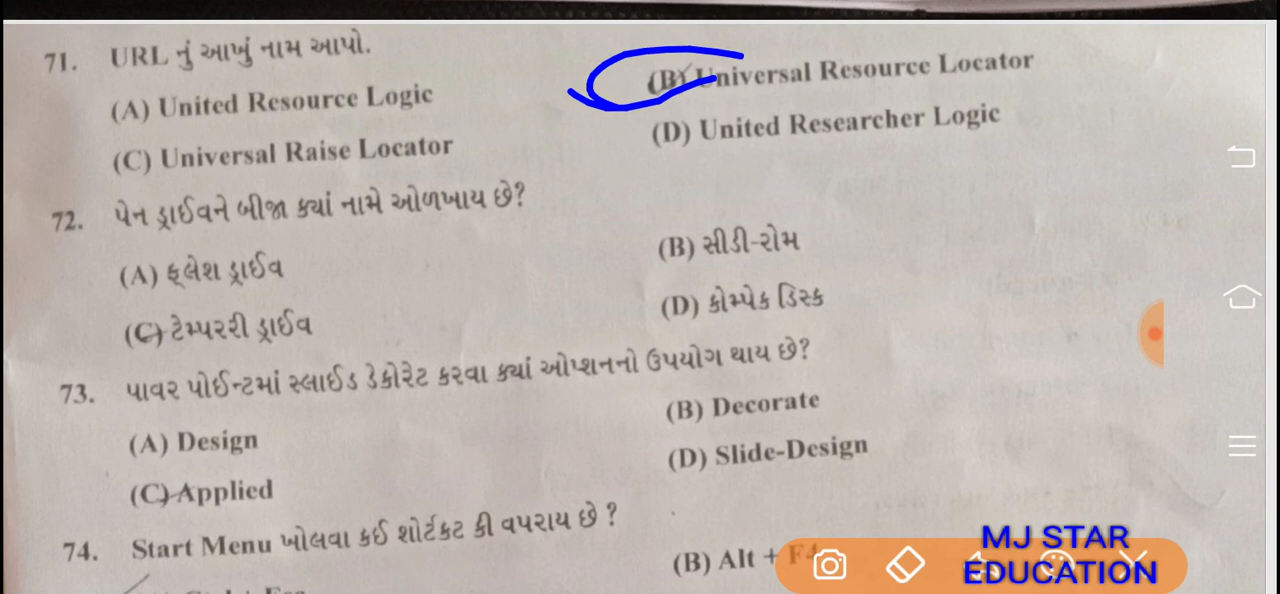 71. URL નું આખું નામ આપો.
(A) United Resource Logic (B) Universal Resource Locator
(C) Universal Raise Locator (D) United Researcher Logic
72. પેન ડ્રાઈવને બીજા ક્યાં નામે ઓળખાય છે?
(A) ફ્લેશ ડ્રાઈવ (B) સીડી-રોમ
(C) ટેમ્પરરી ડ્રાઈવ (D) કોમ્પેક ડિસ્ક
73. પાવર પોઈન્ટમાં સ્લાઈડ ડેકોરેટ કરવા ક્યાં ઓપ્શનનો ઉપયોગ થાય છે?
(A) Design (B) Decorate
(C) Applied (D) Slide-Design
74. Start Menu ખોલવા કઈ શોર્ટકટ કી વપરાય છે ?
(B) Alt + F4
MJ STAR
EDUCATION